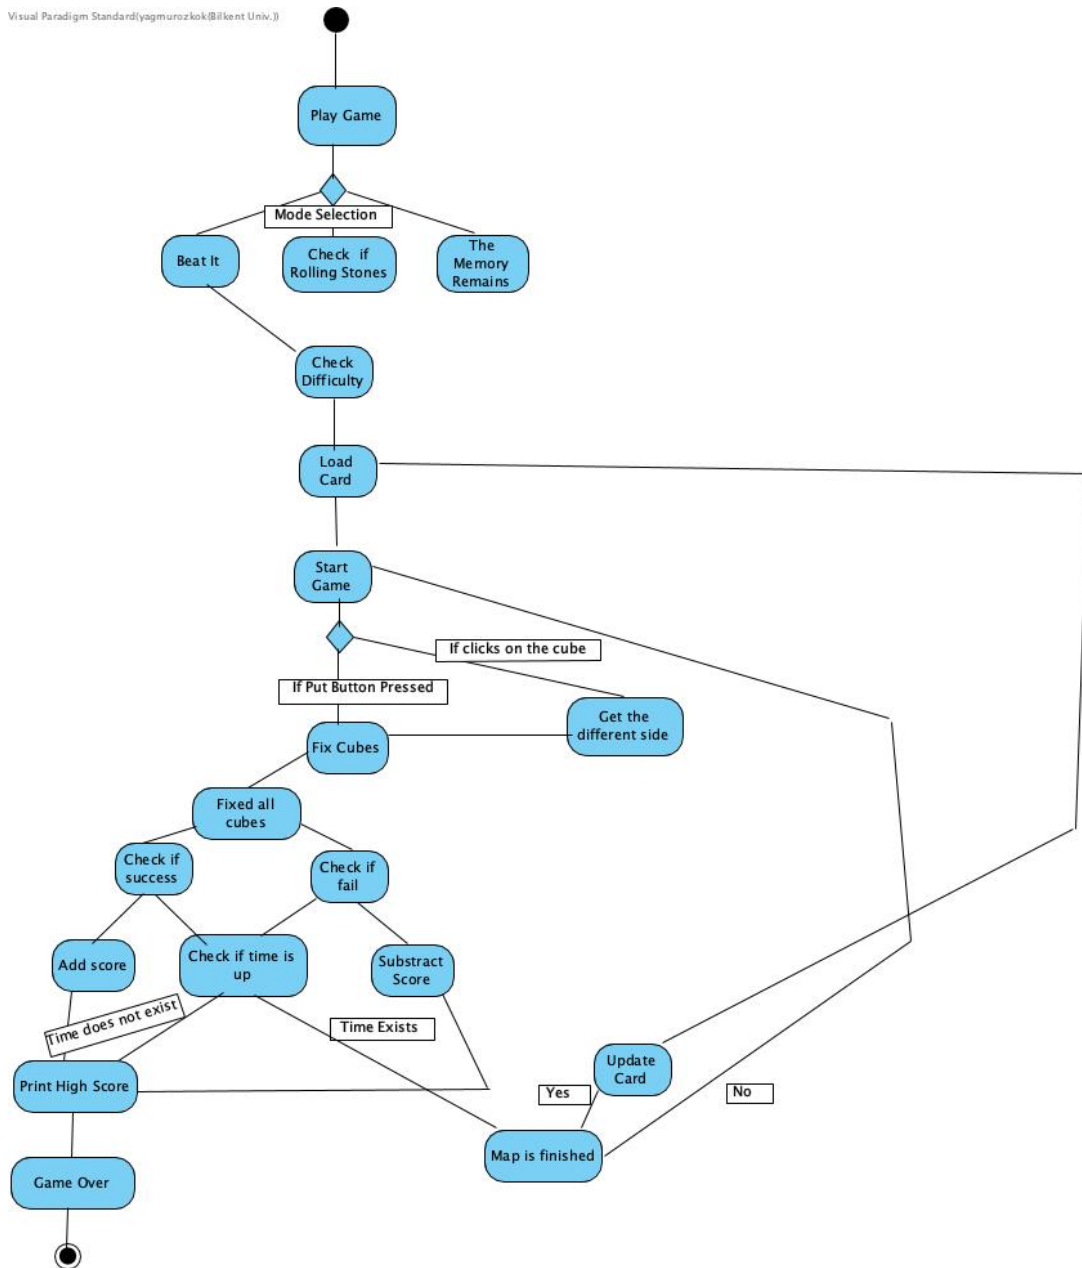 Visual Paradigm Standard(yagmurozkok(Bilkent Univ.))
Play Game
Mode Selection
Beat It
Check if
Rolling Stones
The
Memory
Remains
Check
Difficulty
Load
Card
Start
Game
If clicks on the cube
If Put Button Pressed
Get the
different side
Fix Cubes
Fixed all
cubes
Check if
success
Check if
fail
Add score
Check if time is
up
Substract
Score
Time does not exist
Time Exists
Print High Score
Update
Card
Yes
No
Map is finished
Game Over